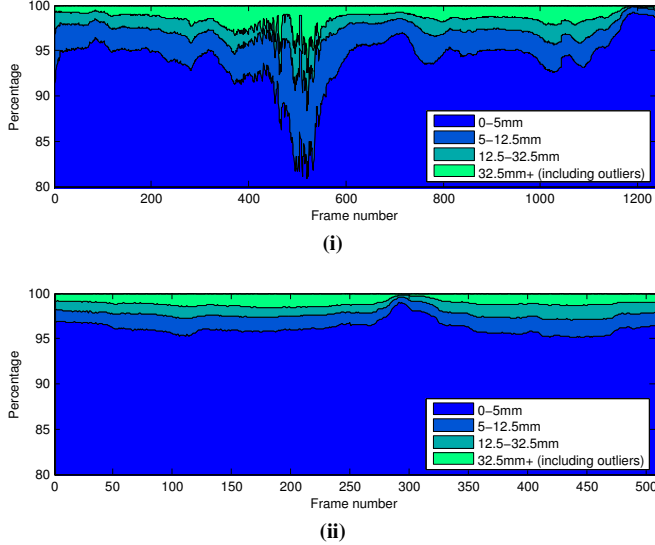 100
95
90
85
80
Percentage
0−5mm
5−12.5mm
12.5−32.5mm
32.5mm+ (including outliers)
0 200 400 600 800 1000 1200
Frame number
(i)
100
95
90
85
80
Percentage
0−5mm
5−12.5mm
12.5−32.5mm
32.5mm+ (including outliers)
0 50 100 150 200 250 300 350 400 450 500
Frame number
(ii)